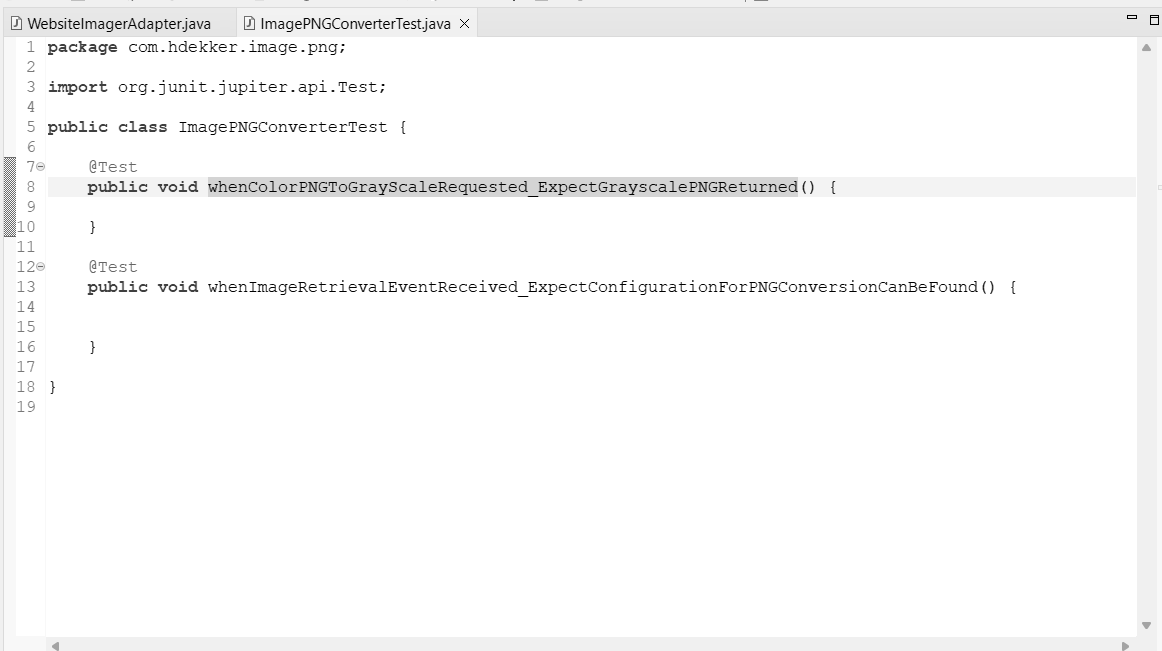 WebsiteImagerAdapter.java ImagePNGConverterTest.java
1 package com.hdekker.image.png;
2
3 import org.junit.jupiter.api.Test;
4
5 public class ImagePNGConverterTest {
6
7 @Test
8 public void whenColorPNGToGrayScaleRequested_ExpectGrayscalePNGReturned() {
9
10 }
11
12 @Test
13 public void whenImageRetrievalEventReceived_ExpectConfigurationForPNGConversionCanBeFound() {
14
15
16 }
17
18 }
19